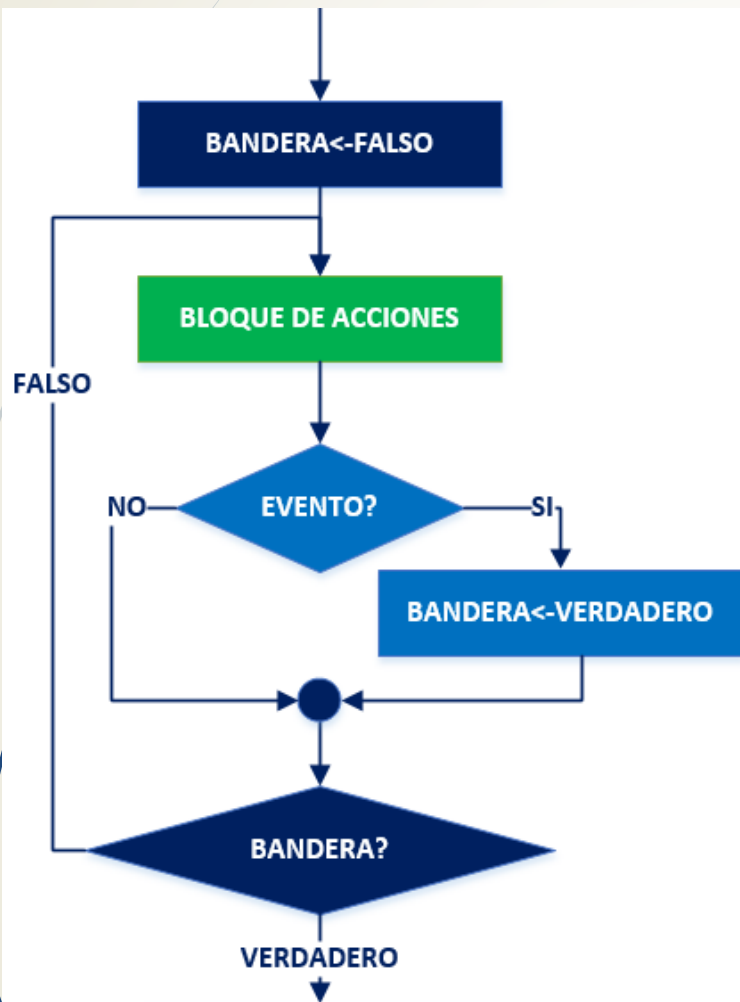 BANDERA<-FALSO
BLOQUE DE ACCIONES
FALSO
EVENTO?
NO
SI
BANDERA<-VERDADERO
BANDERA?
VERDADERO